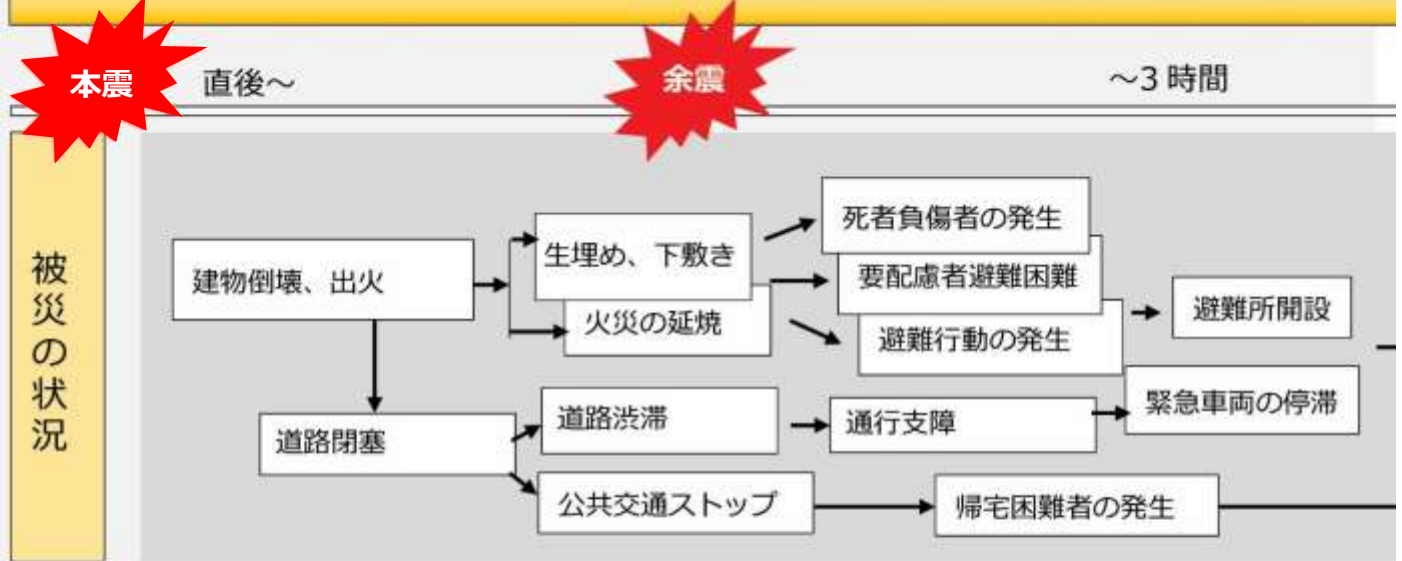 本震
直後～
余震
～3 時間
被災の状況
建物倒壊、出火
生埋め、下敷き
火災の延焼
死者負傷者の発生
要配慮者避難困難
避難行動の発生
避難所開設
道路閉塞
道路渋滞
通行支障
緊急車両の停滞
公共交通ストップ
帰宅困難者の発生